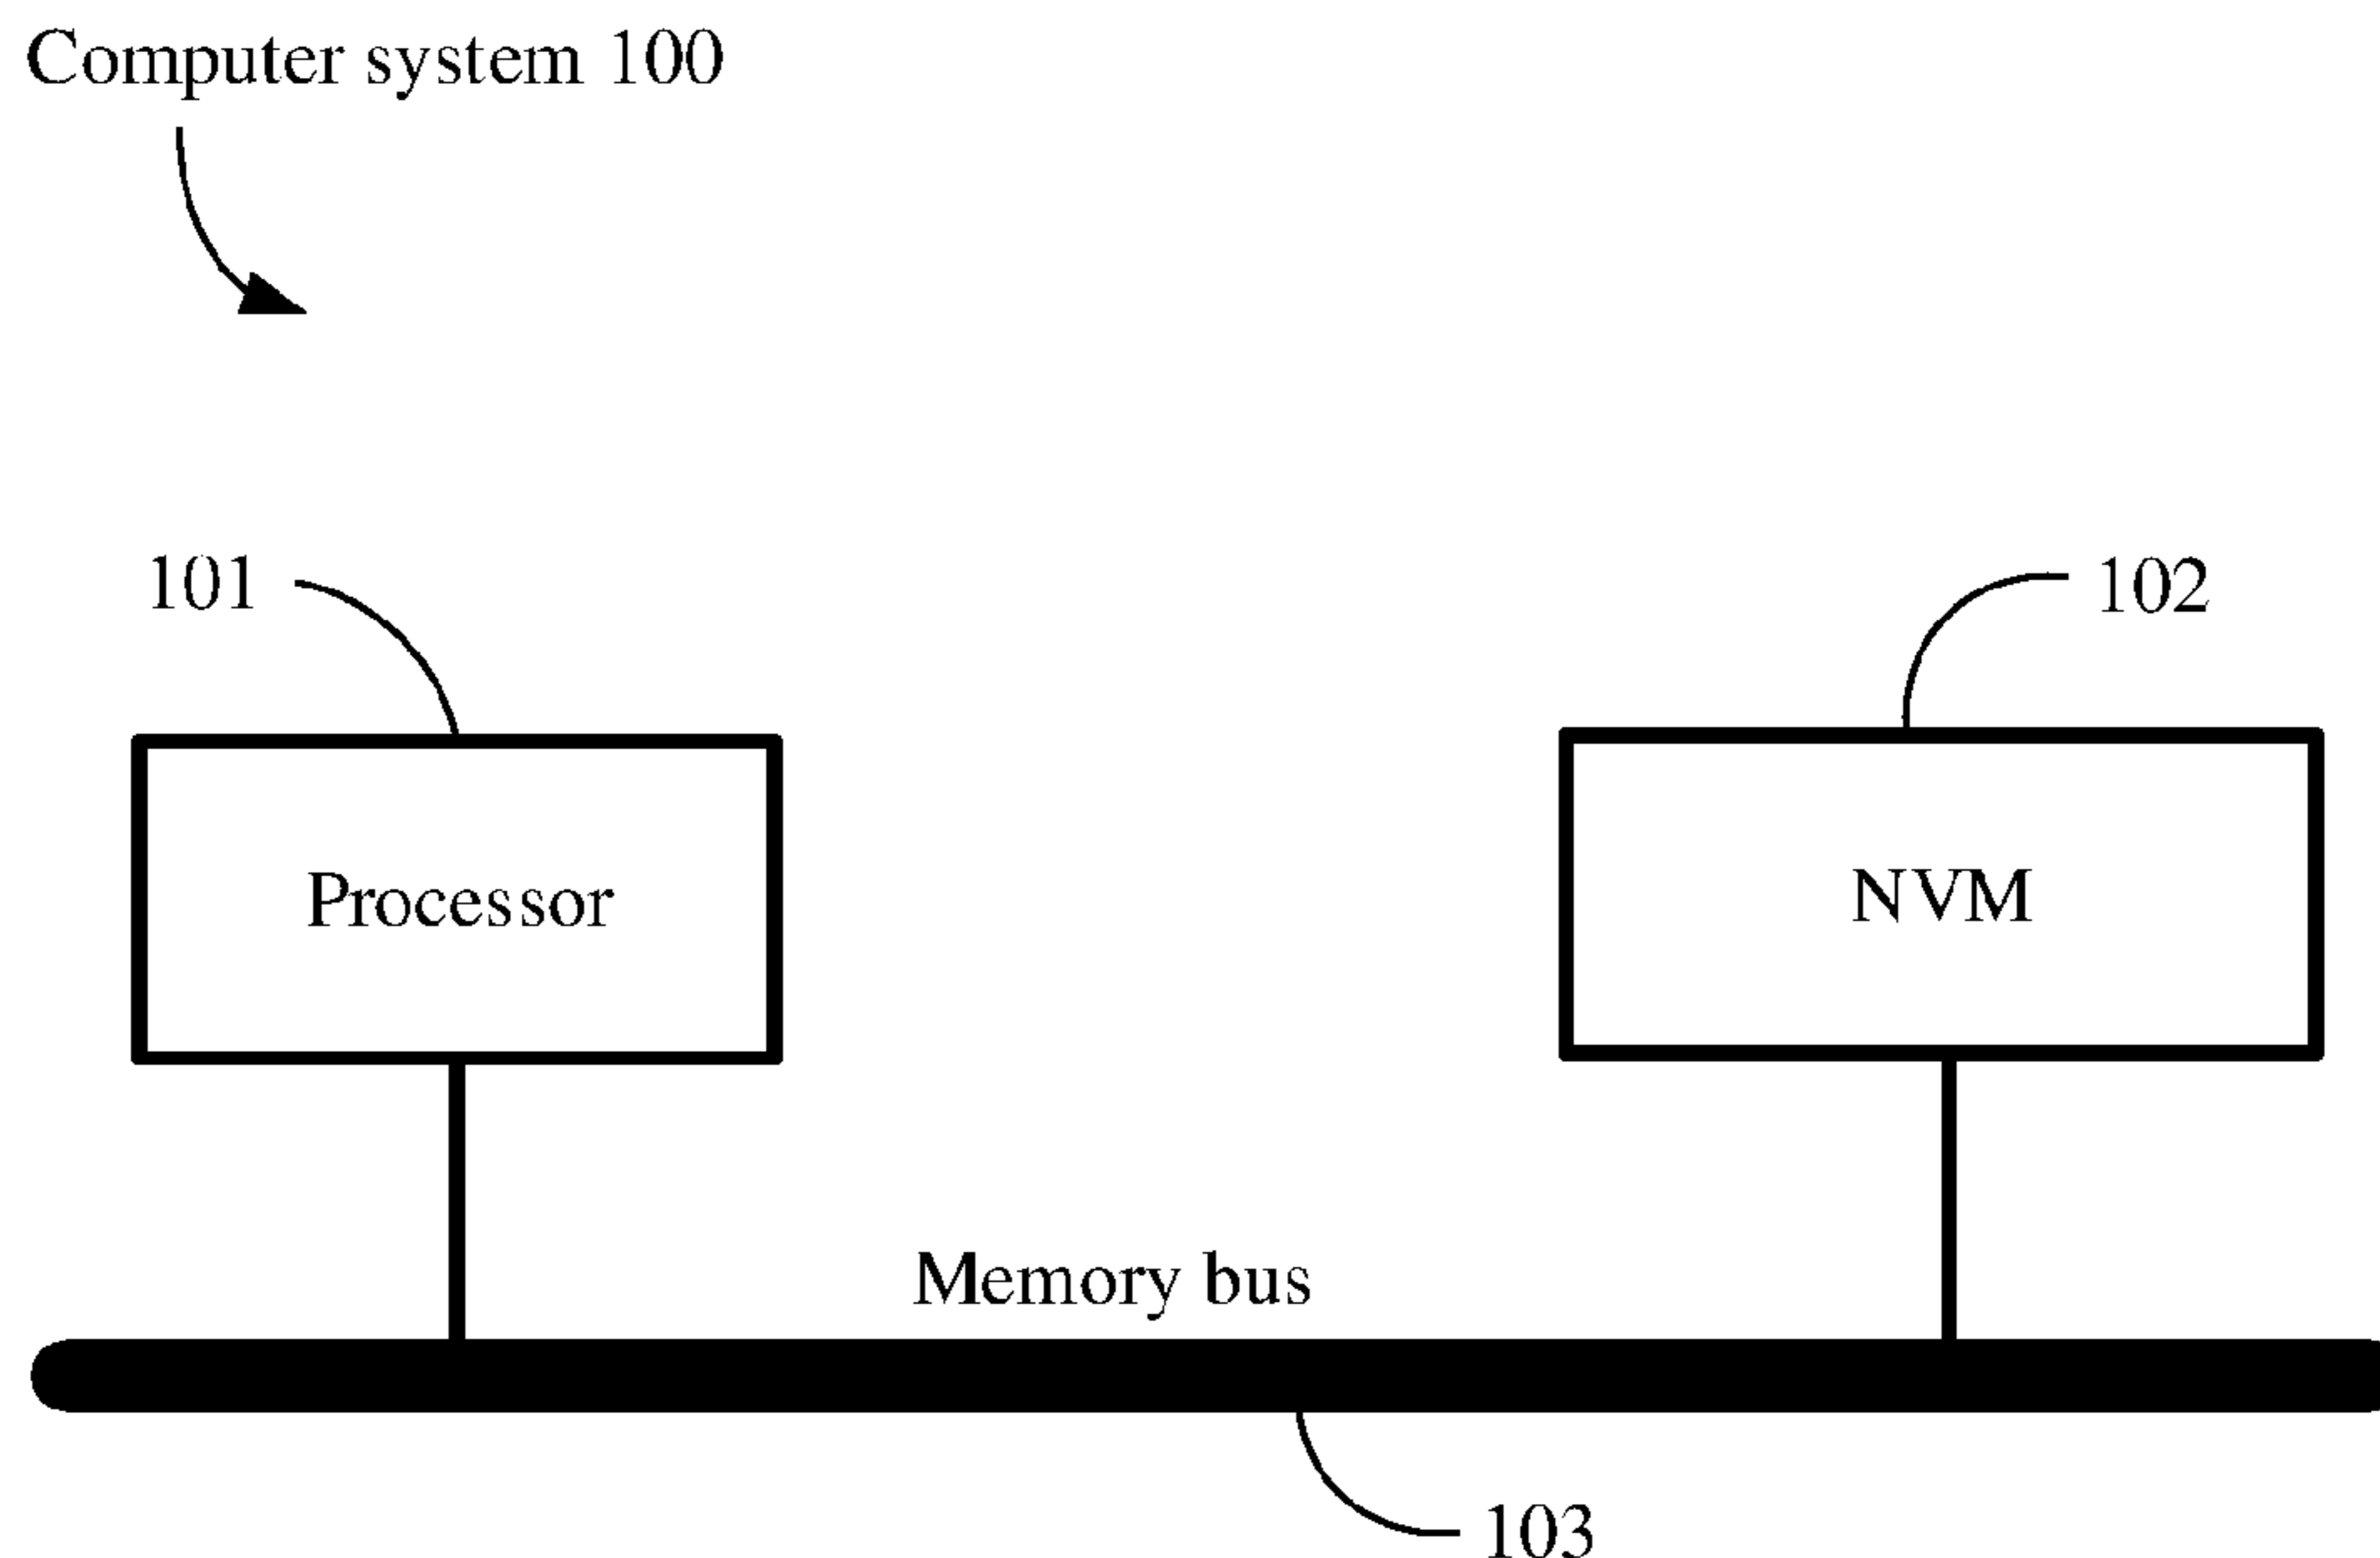 Computer system 100
101
102
Processor
NVM
Memory bus
103